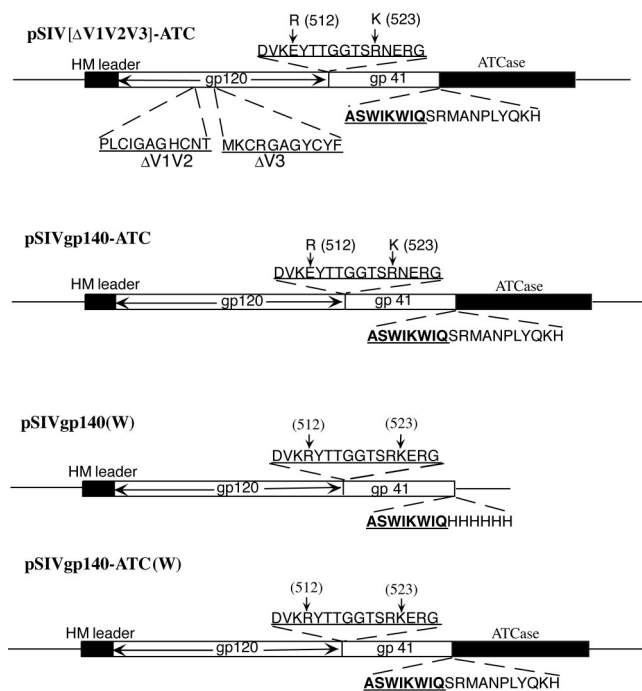 pSIV[ΔV1V2V3]-ATC
R (512) K (523)
DVKEYTTGGTSRNERG
HM leader gp120 gp 41 ATCase
ASWIKWIQSRMANPLYQKH
PLCIGAGHCNT MKCRGAGYCYF
ΔV1V2 ΔV3
pSIVgp140-ATC
R (512) K (523)
DVKEYTTGGTSRNERG
HM leader gp120 gp 41 ATCase
ASWIKWIQSRMANPLYQKH
pSIVgp140(W)
(512) (523)
DVKRYTTGGTSRKERG
HM leader gp120 gp 41
ASWIKWIQHHHHHH
pSIVgp140-ATC(W)
(512) (523)
DVKRYTTGGTSRKERG
HM leader gp120 gp 41 ATCase
ASWIKWIQSRMANPLYQKH